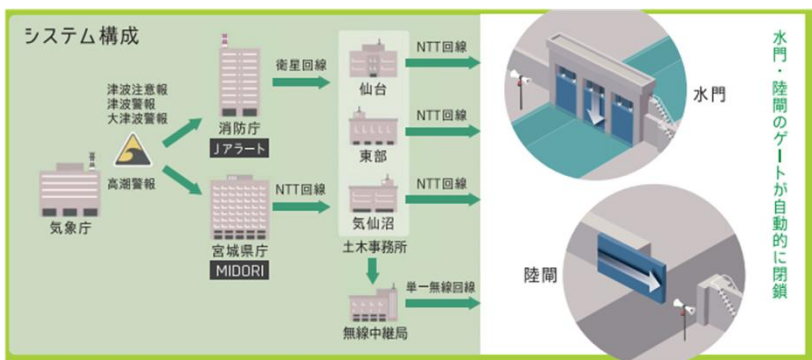 システム構成
津波注意報
津波警報
大津波警報
高潮警報
気象庁
消防庁
Jアラート
宮城県庁
MIDORI
衛星回線
NTT回線
仙台
東部
気仙沼
土木事務所
無線中継局
NTT回線
NTT回線
NTT回線
単一無線回線
水門
陸閘
水門・陸閘のゲートが自動的に閉鎖